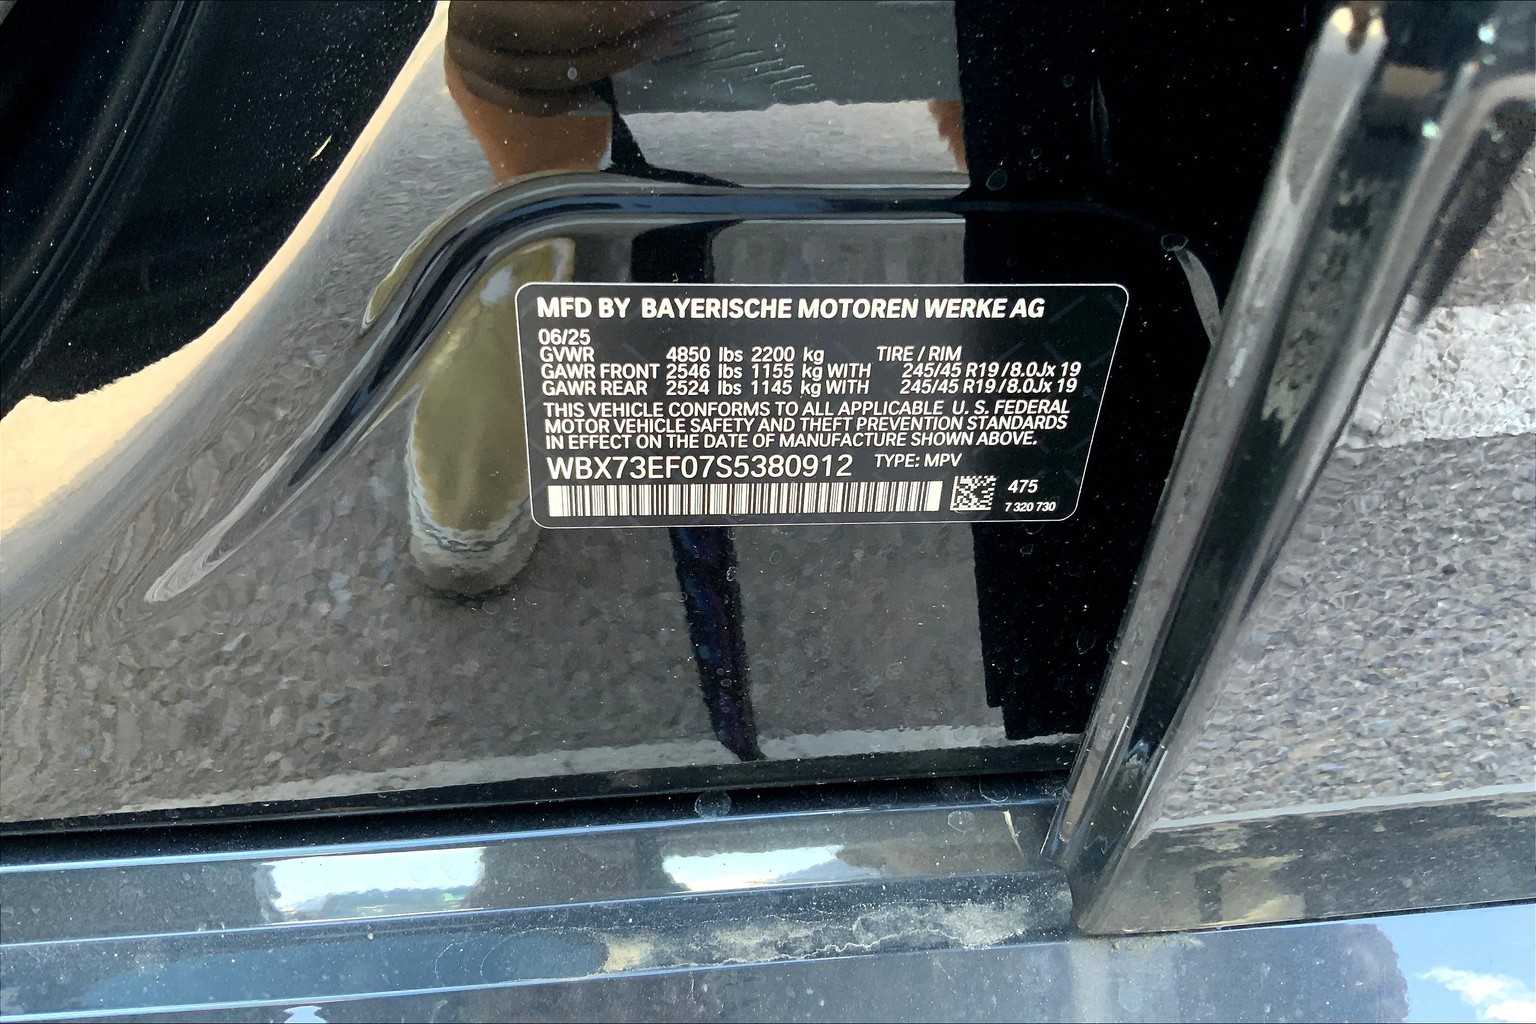 MFD BY BAYERISCHE MOTOREN WERKE AG
06/25
GVWR 4850 lbs 2200 kg TIRE / RIM
GAWR FRONT 2546 lbs 1155 kg WITH 245/45 R19 /8.0Jx 19
GAWR REAR 2524 lbs 1145 kg WITH 245/45 R19 /8.0Jx 19
THIS VEHICLE CONFORMS TO ALL APPLICABLE U. S. FEDERAL
MOTOR VEHICLE SAFETY AND THEFT PREVENTION STANDARDS
IN EFFECT ON THE DATE OF MANUFACTURE SHOWN ABOVE.
WBX73EF07S5380912 TYPE: MPV
475
7 320 730